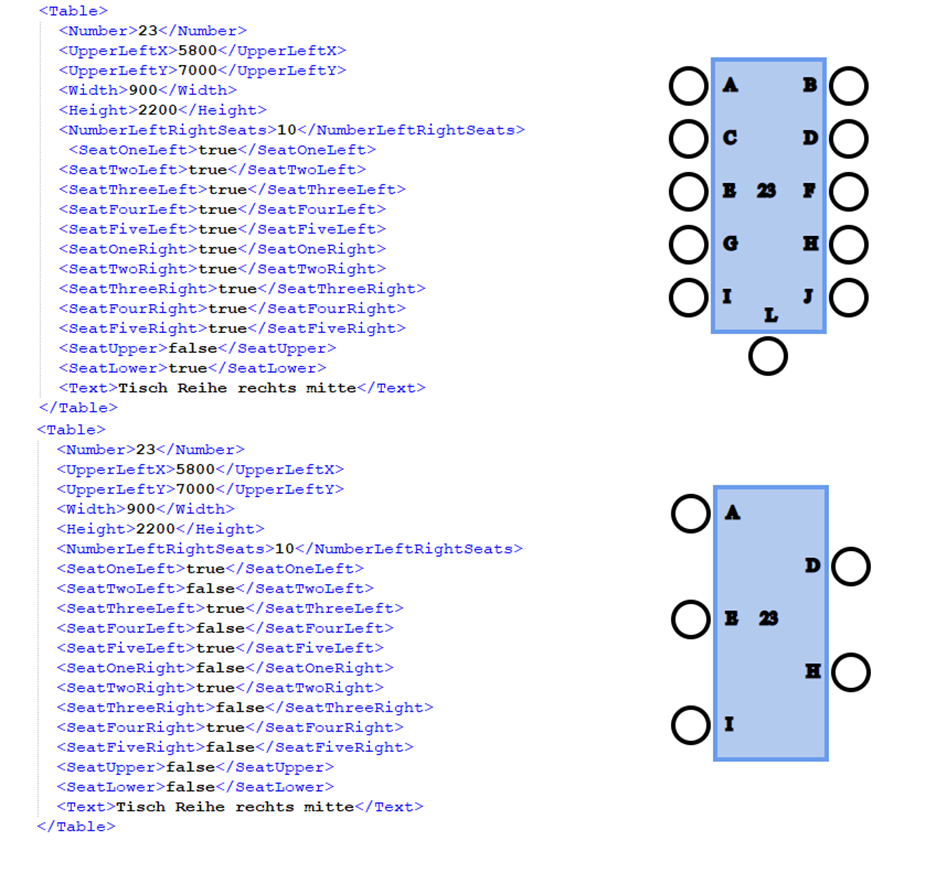 <Table>
<Number>23</Number>
<UpperLeftX>5800</UpperLeftX>
<UpperLeftY>7000</UpperLeftY>
<Width>900</Width>
<Height>2200</Height>
<NumberLeftRightSeats>10</NumberLeftRightSeats>
<SeatOneLeft>true</SeatOneLeft>
<SeatTwoLeft>true</SeatTwoLeft>
<SeatThreeLeft>true</SeatThreeLeft>
<SeatFourLeft>true</SeatFourLeft>
<SeatFiveLeft>true</SeatFiveLeft>
<SeatOneRight>true</SeatOneRight>
<SeatTwoRight>true</SeatTwoRight>
<SeatThreeRight>true</SeatThreeRight>
<SeatFourRight>true</SeatFourRight>
<SeatFiveRight>true</SeatFiveRight>
<SeatUpper>false</SeatUpper>
<SeatLower>true</SeatLower>
<Text>Tisch Reihe rechts mitte</Text>
</Table>
A B
C D
E 23 F
G H
I J
L
<Table>
<Number>23</Number>
<UpperLeftX>5800</UpperLeftX>
<UpperLeftY>7000</UpperLeftY>
<Width>900</Width>
<Height>2200</Height>
<NumberLeftRightSeats>10</NumberLeftRightSeats>
<SeatOneLeft>true</SeatOneLeft>
<SeatTwoLeft>false</SeatTwoLeft>
<SeatThreeLeft>true</SeatThreeLeft>
<SeatFourLeft>false</SeatFourLeft>
<SeatFiveLeft>true</SeatFiveLeft>
<SeatOneRight>false</SeatOneRight>
<SeatTwoRight>true</SeatTwoRight>
<SeatThreeRight>false</SeatThreeRight>
<SeatFourRight>true</SeatFourRight>
<SeatFiveRight>false</SeatFiveRight>
<SeatUpper>false</SeatUpper>
<SeatLower>false</SeatLower>
<Text>Tisch Reihe rechts mitte</Text>
</Table>
A
D
E 23
H
I